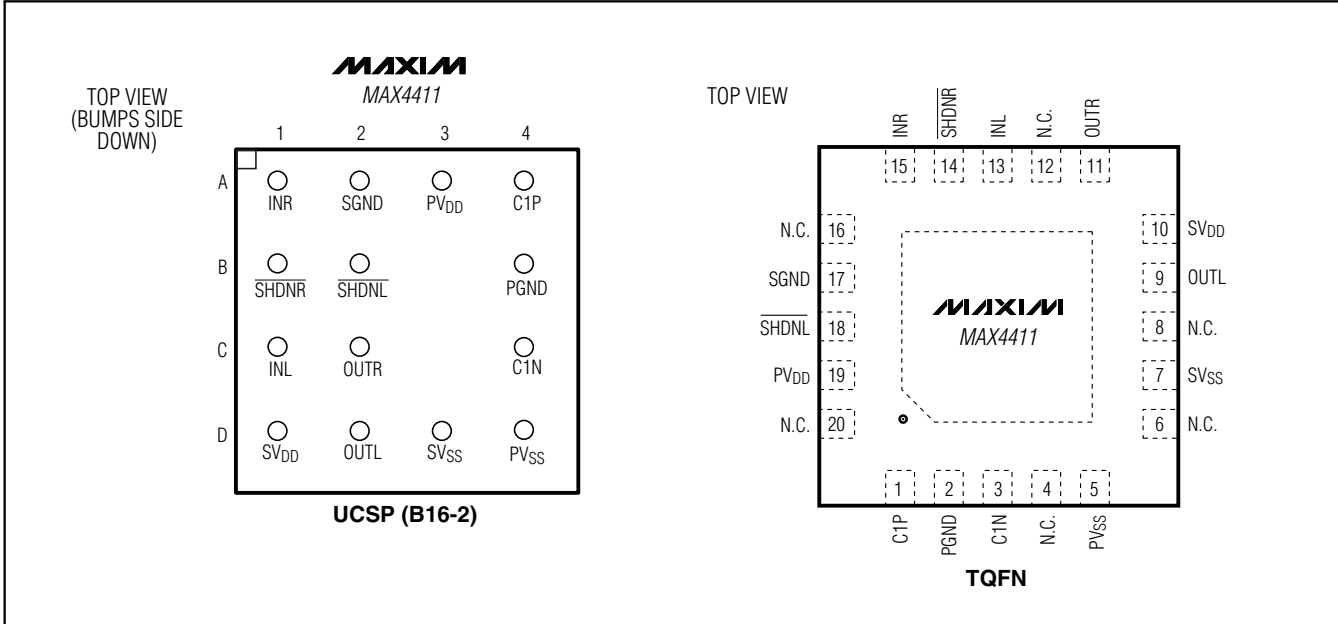 TOP VIEW
(BUMPS SIDE
DOWN)
MAXIM
MAX4411
1 2 3 4
A
INR SGND PVDD C1P
B
SHDNR SHDNL PGND
C
INL OUTR C1N
D
SVDD OUTL SVSS PVSS
UCSP (B16-2)
TOP VIEW
INR SHDNR INL N.C. OUTR
15 14 13 12 11
N.C. 16
SGND 17
SHDNL 18
PVDD 19
N.C. 20
MAXIM
MAX4411
10 SVDD
9 OUTL
8 N.C.
7 SVSS
6 N.C.
1 2 3 4 5
C1P PGND C1N N.C. PVSS
TQFN